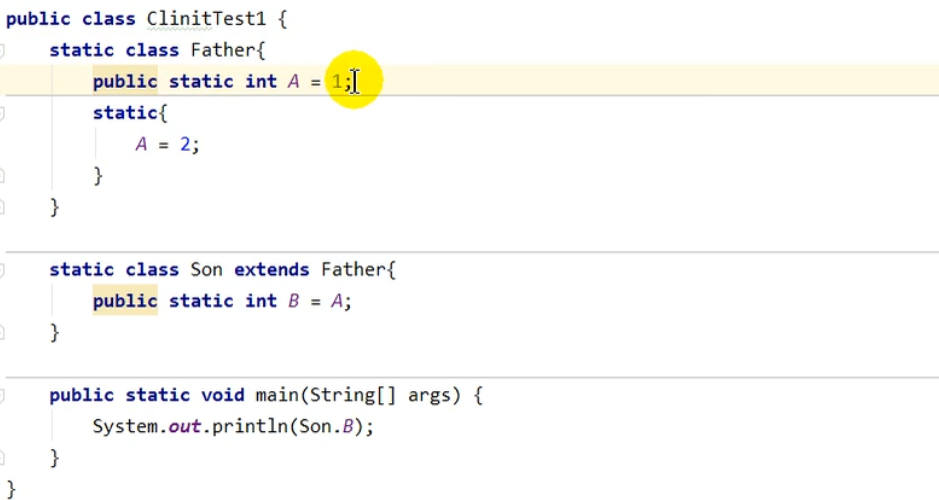 public class ClinitTest1 {
    static class Father{
        public static int A = 1;
        static{
            A = 2;
        }
    }
    static class Son extends Father{
        public static int B = A;
    }
    public static void main(String[] args) {
        System.out.println(Son.B);
    }
}